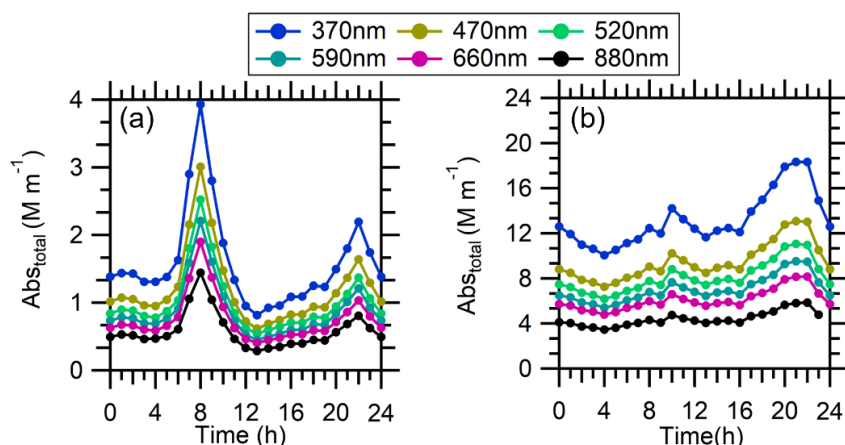 370nm 470nm 520nm
590nm 660nm 880nm
(a)
Abs_total (M m⁻¹)
4
3
2
1
0
0 4 8 12 16 20 24
Time (h)
(b)
Abs_total (M m⁻¹)
24
20
16
12
8
4
0
0 4 8 12 16 20 24
Time(h)